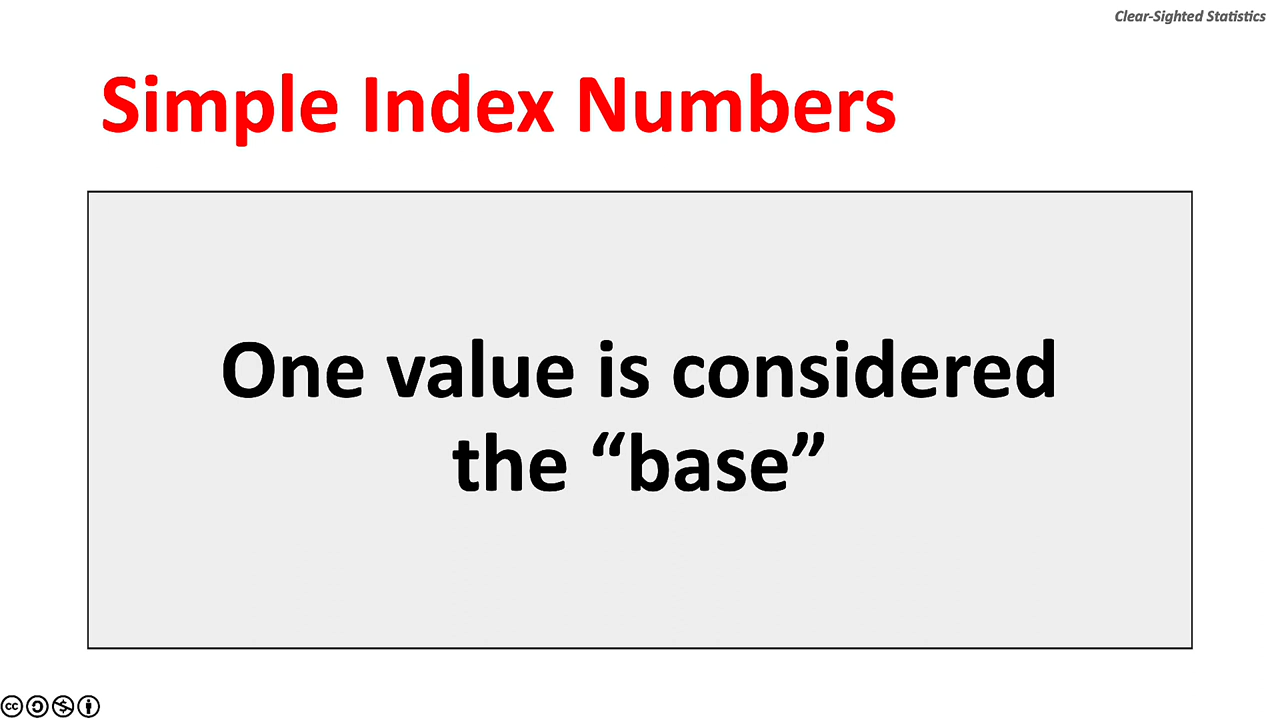 Clear-Sighted Statistics
Simple Index Numbers
One value is considered
the “base”